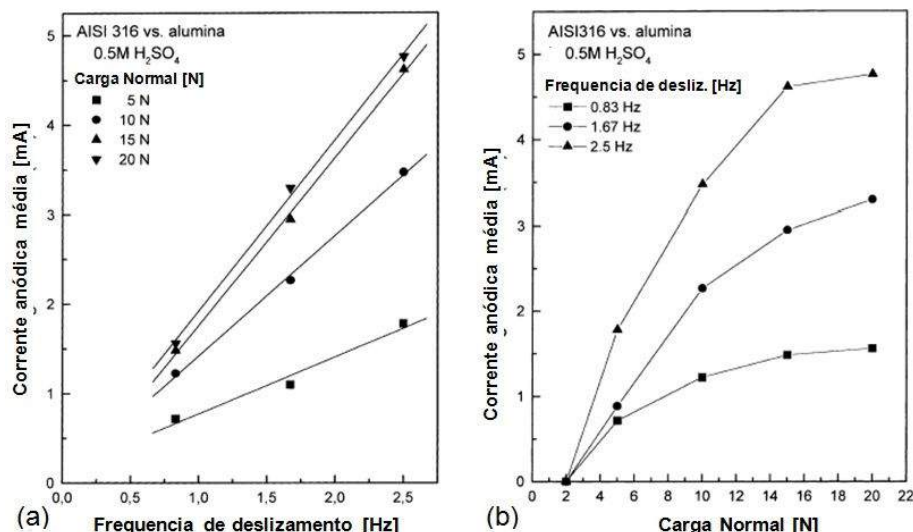 AISI 316 vs. alumina
0.5M H₂SO₄
Carga Normal [N]
5 N
10 N
15 N
20 N
Corrente anódica média [mA]
5
4
3
2
1
0
0,0 0,5 1,0 1,5 2,0 2,5
(a)
Frequencia de deslizamento [Hz]
AISI316 vs. alumina
0.5M H₂SO₄
Frequencia de desliz. [Hz]
0.83 Hz
1.67 Hz
2.5 Hz
Corrente anódica média [mA]
5
4
3
2
1
0
0 2 4 6 8 10 12 14 16 18 20 22
(b)
Carga Normal [N]